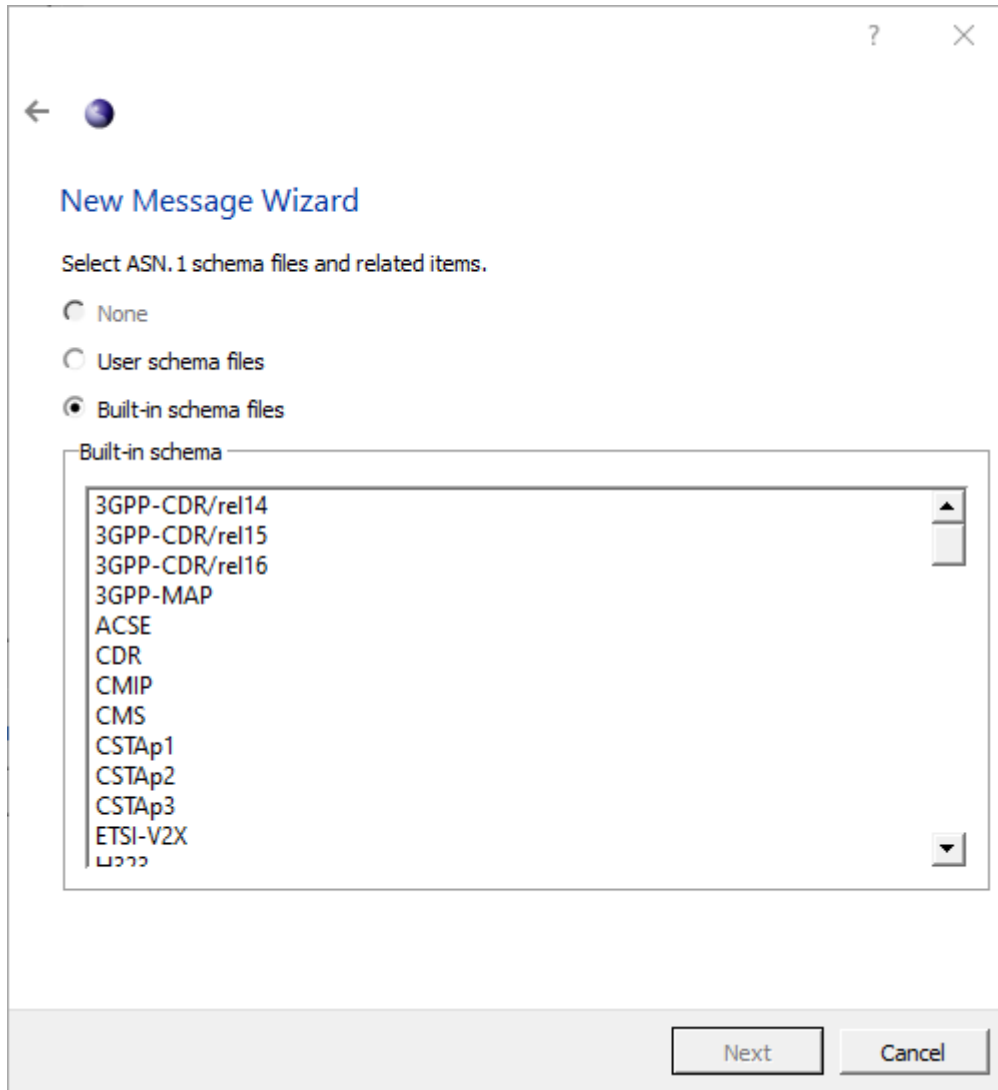 ?
New Message Wizard
Select ASN.1 schema files and related items.
None
User schema files
Built-in schema files
Built-in schema
3GPP-CDR/rel14
3GPP-CDR/rel15
3GPP-CDR/rel16
3GPP-MAP
ACSE
CDR
CMIP
CMS
CSTAp1
CSTAp2
CSTAp3
ETSI-V2X
Next
Cancel